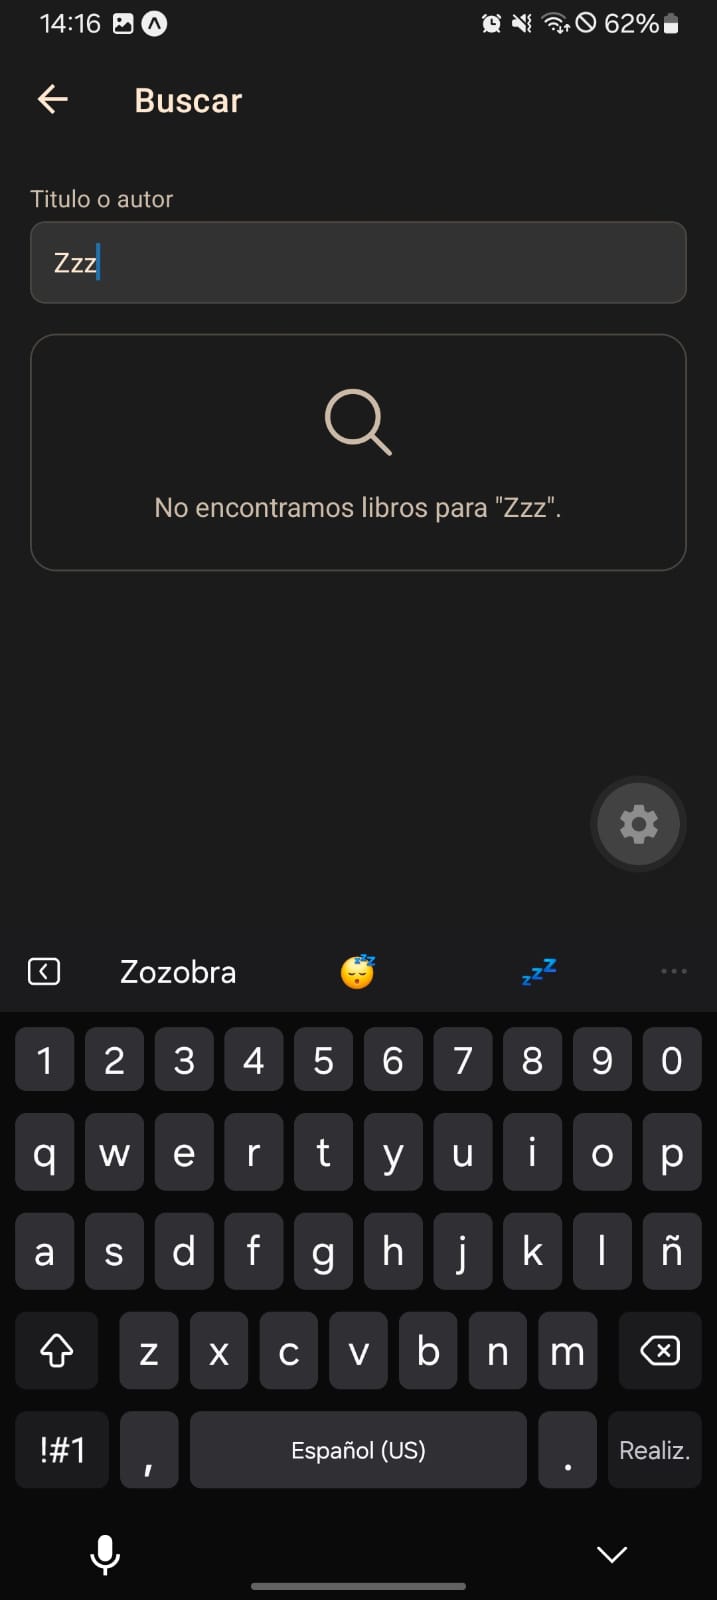 14:16
62%
Buscar
Titulo o autor
Zzz
No encontramos libros para "Zzz".
Zozobra
1 2 3 4 5 6 7 8 9 0
q w e r t y u i o p
a s d f g h j k l ñ
z x c v b n m
!#1 , Español (US) . Realiz.